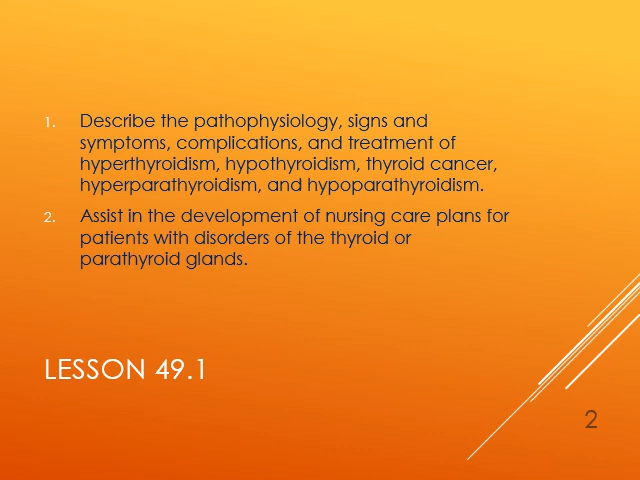 1. Describe the pathophysiology, signs and
symptoms, complications, and treatment of
hyperthyroidism, hypothyroidism, thyroid cancer,
hyperparathyroidism, and hypoparathyroidism.
2. Assist in the development of nursing care plans for
patients with disorders of the thyroid or
parathyroid glands.
LESSON 49.1
2